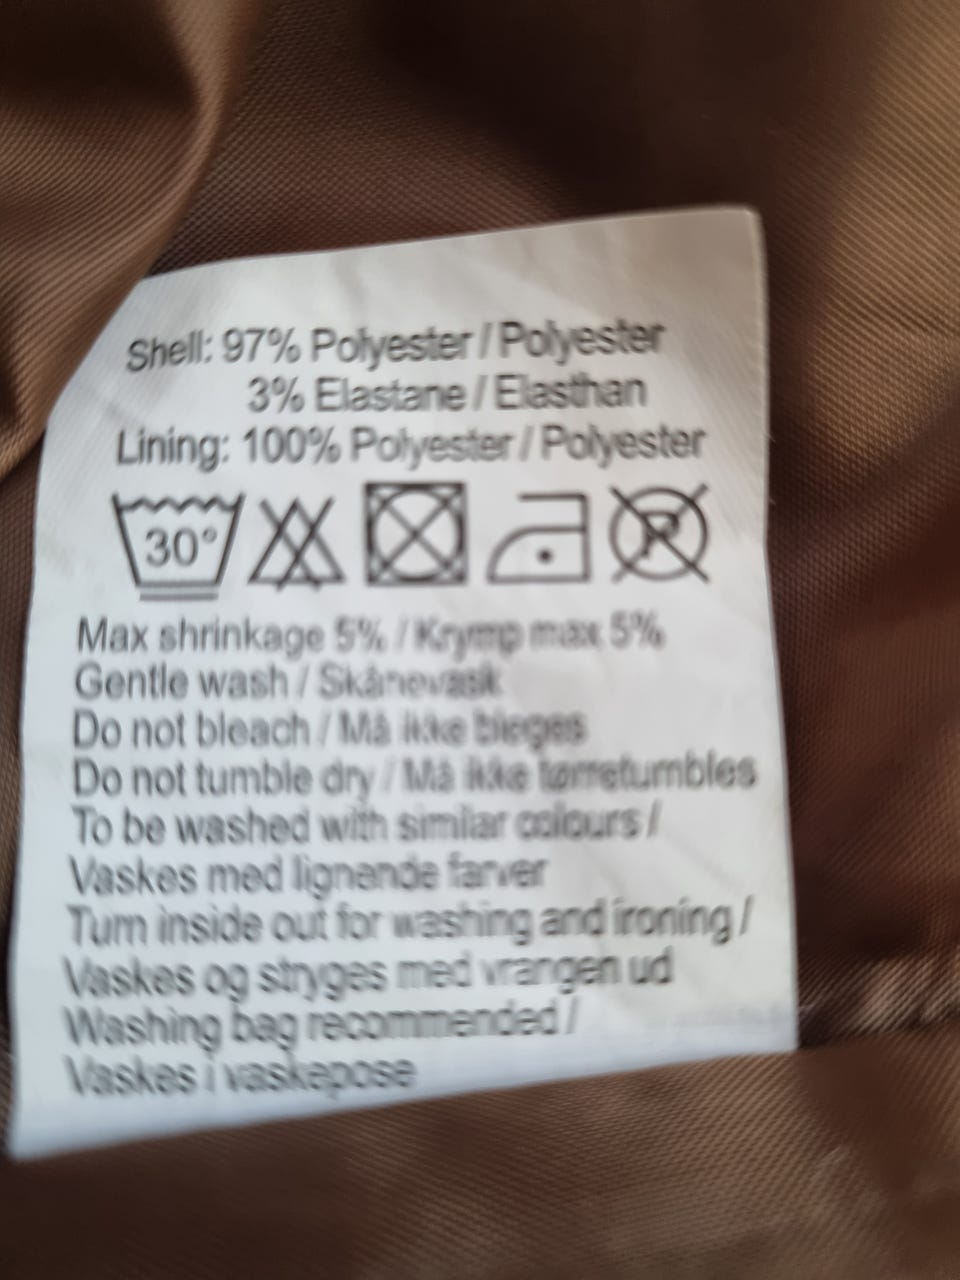 Shell: 97% Polyester / Polyester
3% Elastane / Elasthan
Lining: 100% Polyester / Polyester
30° P
Max shrinkage 5% / Krymp max 5%
Gentle wash / Skånevask
Do not bleach / Må ikke bleges
Do not tumble dry / Må ikke tørretumbles
To be washed with similar colours /
Vaskes med lignende farver
Turn inside out for washing and ironing /
Vaskes og stryges med vrangen ud
Washing bag recommended /
Vaskes i vaskepose